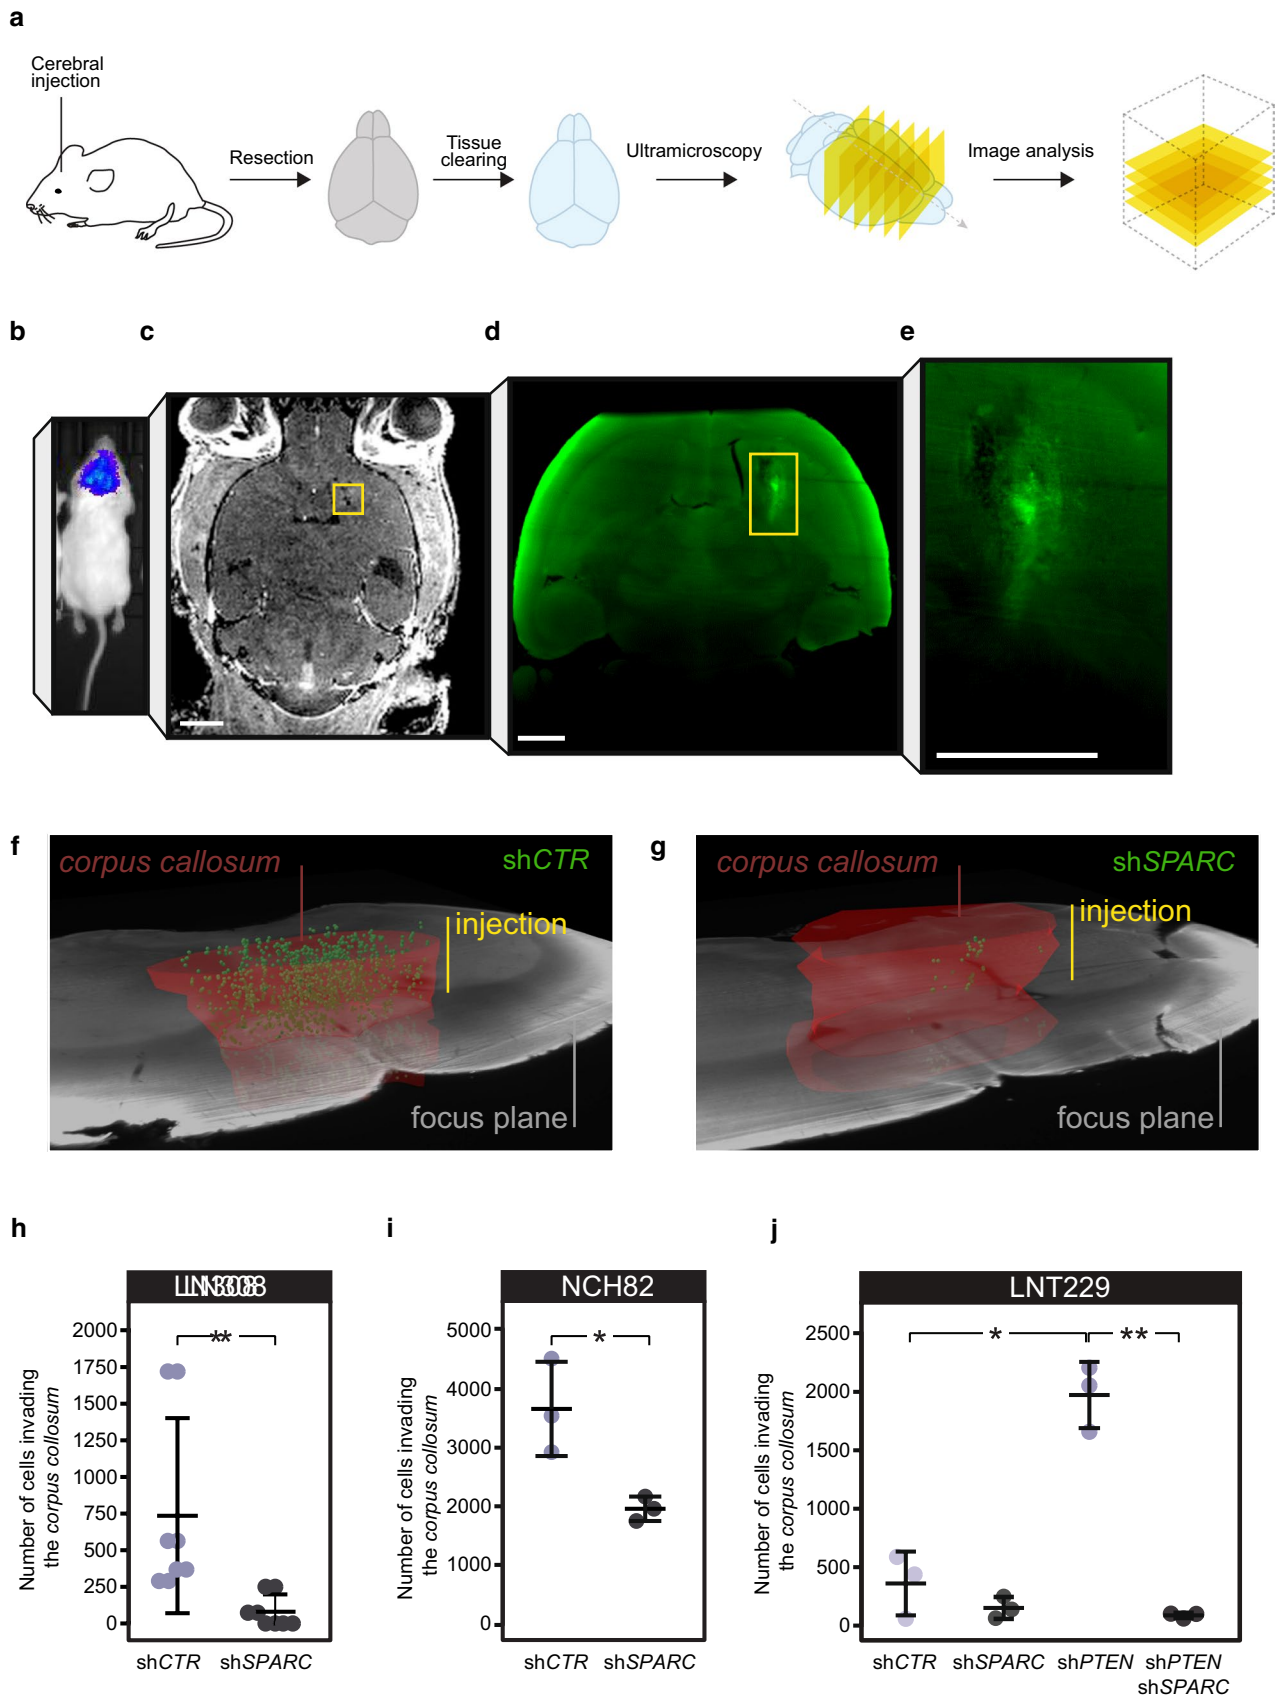 a
Cerebral
injection
Resection
Tissue
clearing
Ultramicroscopy
Image analysis
b
c
d
e
f
corpus callosum
shCTR
injection
focus plane
g
corpus callosum
shSPARC
injection
focus plane
h
LN308
Number of cells invading
the corpus collosum
2000
1750
1500
1250
1000
750
500
250
0
**
shCTR
shSPARC
i
NCH82
Number of cells invading
the corpus collosum
5000
4000
3000
2000
1000
0
*
shCTR
shSPARC
j
LNT229
Number of cells invading
the corpus collosum
2500
2000
1500
1000
500
0
*
**
shCTR
shSPARC
shPTEN
shPTEN
shSPARC